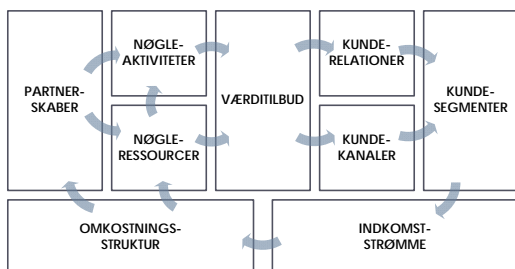 PARTNER-
SKABER
NØGLE-
AKTIVITETER
NØGLE-
RESSOURCER
VÆRDITILBUD
KUNDE-
RELATIONER
KUNDE-
KANALER
KUNDE-
SEGMENTER
OMKOSTNINGS-
STRUKTUR
INDKOMST-
STRØMME